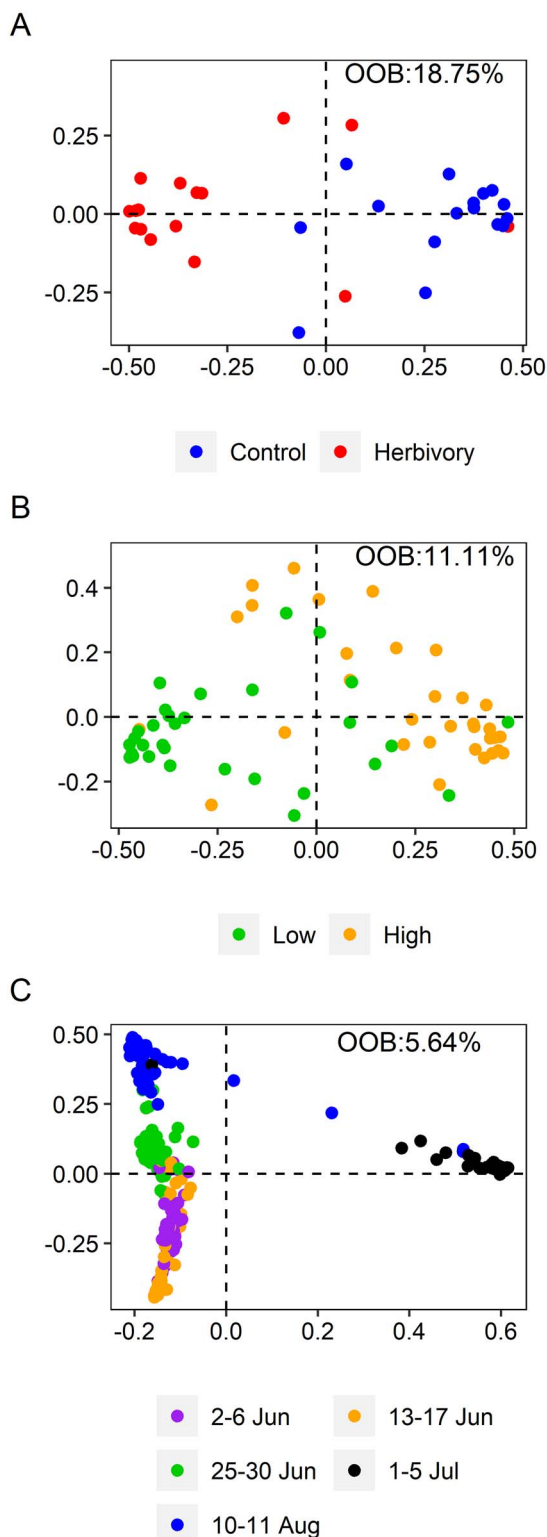 A
OOB:18.75%
0.25
0.00
-0.25
-0.50 -0.25 0.00 0.25 0.50
Control Herbivory
B
OOB:11.11%
0.4
0.2
0.0
-0.2
-0.50 -0.25 0.00 0.25 0.50
Low High
C
OOB:5.64%
0.50
0.25
0.00
-0.25
-0.2 0.0 0.2 0.4 0.6
2-6 Jun 13-17 Jun
25-30 Jun 1-5 Jul
10-11 Aug